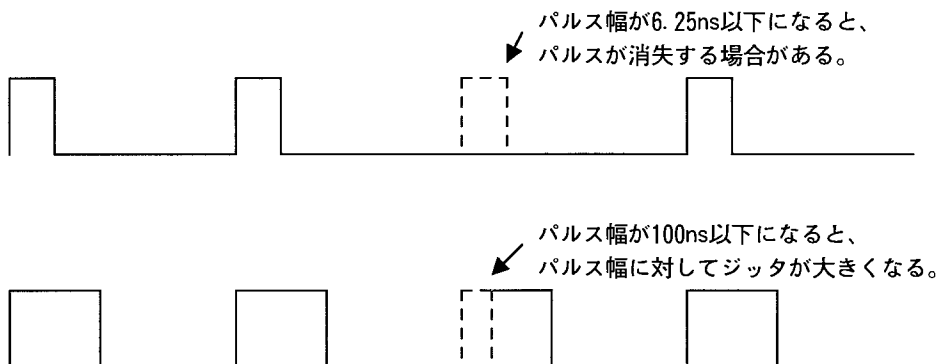 パルス幅が6.25ns以下になると、
パルスが消失する場合がある。
パルス幅が100ns以下になると、
パルス幅に対してジッタが大きくなる。